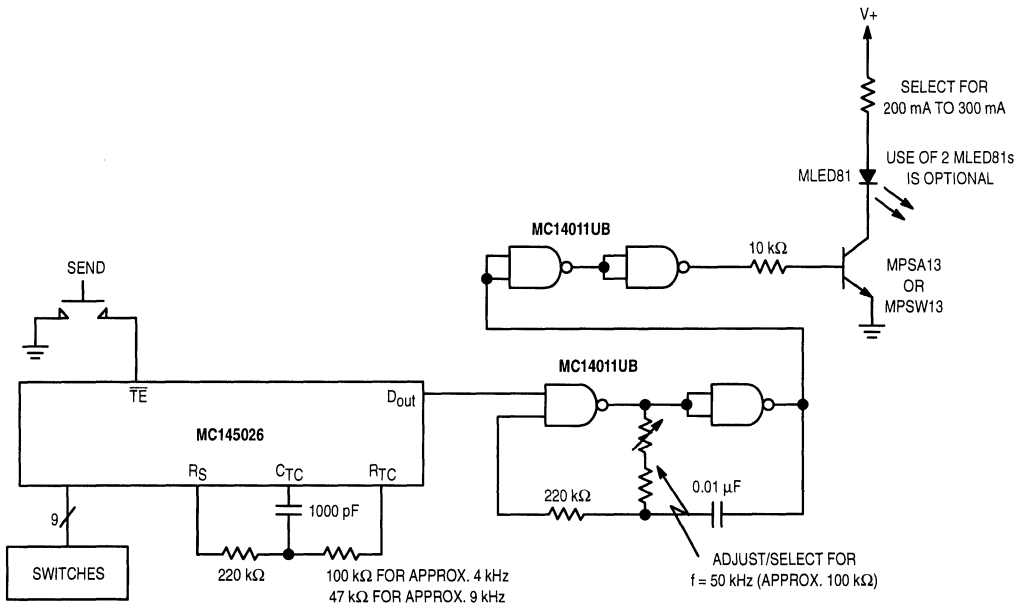 V+
SELECT FOR
200 mA TO 300 mA
MLED81
USE OF 2 MLED81s
IS OPTIONAL
MC14011UB
10 kΩ
MPSA13
OR
MPSW13
SEND
TE
Dout
MC145026
RS
CTC
RTC
MC14011UB
9
SWITCHES
1000 pF
220 kΩ
100 kΩ FOR APPROX. 4 kHz
47 kΩ FOR APPROX. 9 kHz
220 kΩ
0.01 μF
ADJUST/SELECT FOR
f = 50 kHz (APPROX. 100 kΩ)